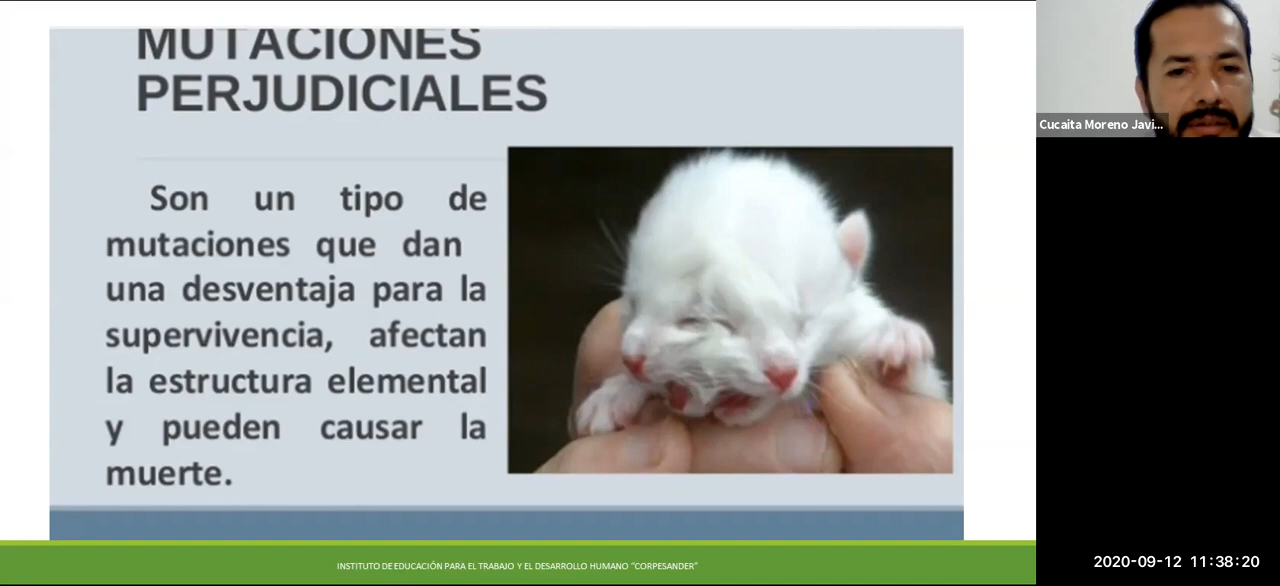 MUTACIONES
PERJUDICIALES
Son un tipo de
mutaciones que dan
una desventaja para la
supervivencia, afectan
la estructura elemental
y pueden causar la
muerte.
INSTITUTO DE EDUCACIÓN PARA EL TRABAJO Y EL DESARROLLO HUMANO "CORPESANDER"
Cucaita Moreno Javi...
2020-09-12 11:38:20